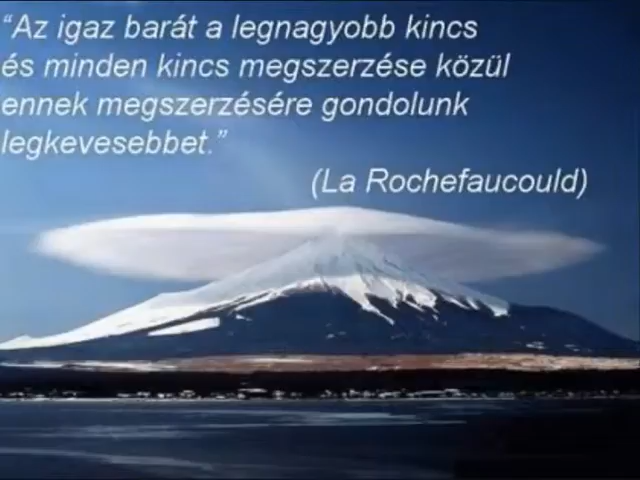 “Az igaz barát a legnagyobb kincs
és minden kincs megszerzése közül
ennek megszerzésére gondolunk
legkevesebbet.”
(La Rochefaucould)